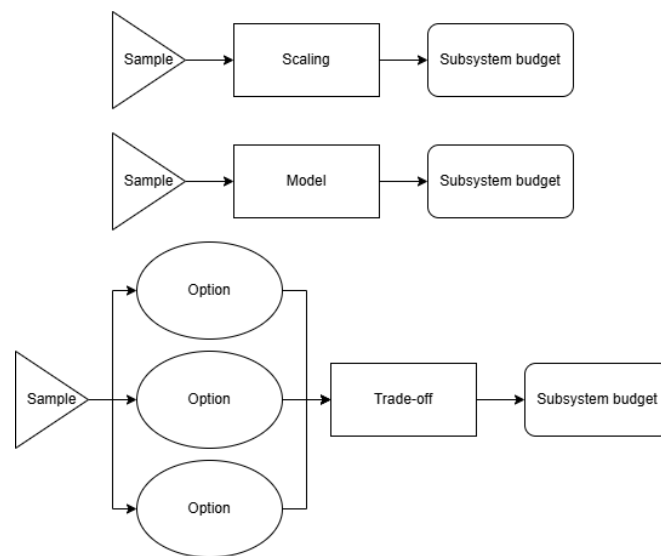 Sample
Scaling
Subsystem budget
Sample
Model
Subsystem budget
Option
Sample
Option
Trade-off
Subsystem budget
Option